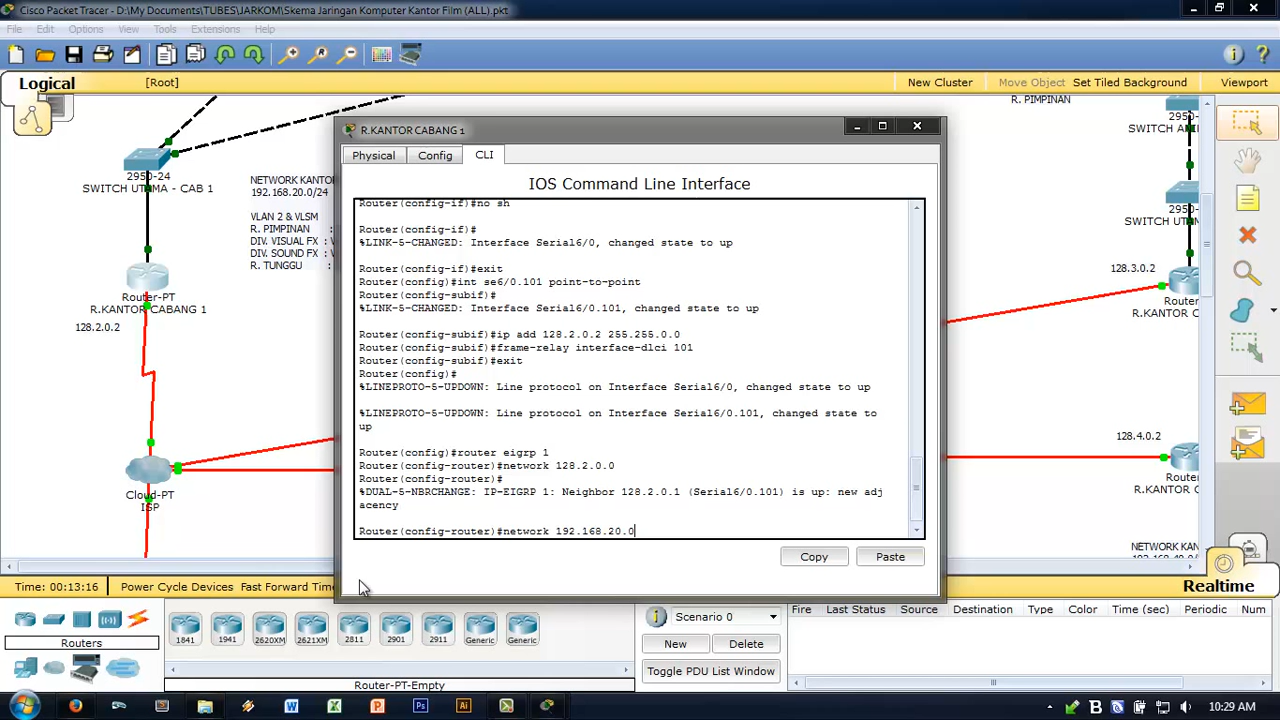 Cisco Packet Tracer - D:\My Documents\TUBES\JARKOM\Skema Jaringan Komputer Kantor Film (ALL).pkt
File Edit Options View Tools Extensions Help
Logical [Root] New Cluster Move Object Set Tiled Background Viewport
R. PIMPINAN
2950-24
SWITCH UTAMA - CAB 1
NETWORK KANTO
192.168.20.0/24
VLAN 2 & VLSM
R. PIMPINAN :
DIV. VISUAL FX : V
DIV. SOUND FX : V
R. TUNGGU :
Router-PT
R.KANTOR CABANG 1
128.2.0.2
Cloud-PT
ISP
R.KANTOR CABANG 1
Physical Config CLI
IOS Command Line Interface
Router(config-if)#no sh
Router(config-if)#
%LINK-5-CHANGED: Interface Serial6/0, changed state to up
Router(config-if)#exit
Router(config)#int se6/0.101 point-to-point
Router(config-subif)#
%LINK-5-CHANGED: Interface Serial6/0.101, changed state to up
Router(config-subif)#ip add 128.2.0.2 255.255.0.0
Router(config-subif)#frame-relay interface-dlci 101
Router(config-subif)#exit
Router(config)#
%LINEPROTO-5-UPDOWN: Line protocol on Interface Serial6/0, changed state to up
%LINEPROTO-5-UPDOWN: Line protocol on Interface Serial6/0.101, changed state to
up
Router(config)#router eigrp 1
Router(config-router)#network 128.2.0.0
Router(config-router)#
%DUAL-5-NBRCHANGE: IP-EIGRP 1: Neighbor 128.2.0.1 (Serial6/0.101) is up: new adj
acency
Router(config-router)#network 192.168.20.0
Copy Paste
2950
SWITCH AN
2950
SWITCH UT
128.3.0.2
Router
R.KANTOR C
128.4.0.2
Router
R.KANTOR C
NETWORK KAN
Time: 00:13:16 Power Cycle Devices Fast Forward Time Realtime
Routers
1841 1941 2620XM 2621XM 2811 2901 2911 Generic Generic
Router-PT-Empty
Scenario 0
New Delete
Toggle PDU List Window
Fire Last Status Source Destination Type Color Time (sec) Periodic Num
10:29 AM